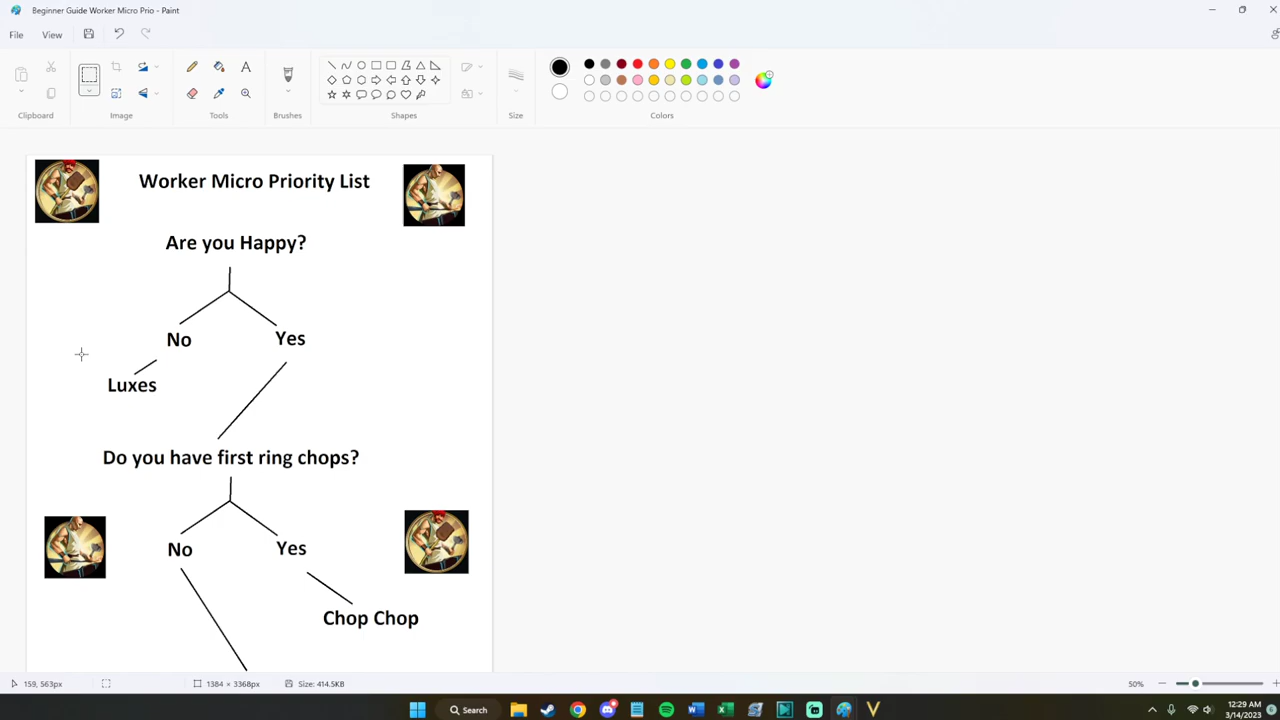 Beginner Guide Worker Micro Prio - Paint
File View
Clipboard Image Tools Brushes Shapes Size Colors
Worker Micro Priority List
Are you Happy?
No Yes
Luxes
Do you have first ring chops?
No Yes
Chop Chop
159, 563px 1384 × 3368px Size: 414.5KB 50%
Search 12:29 AM
3/14/2023